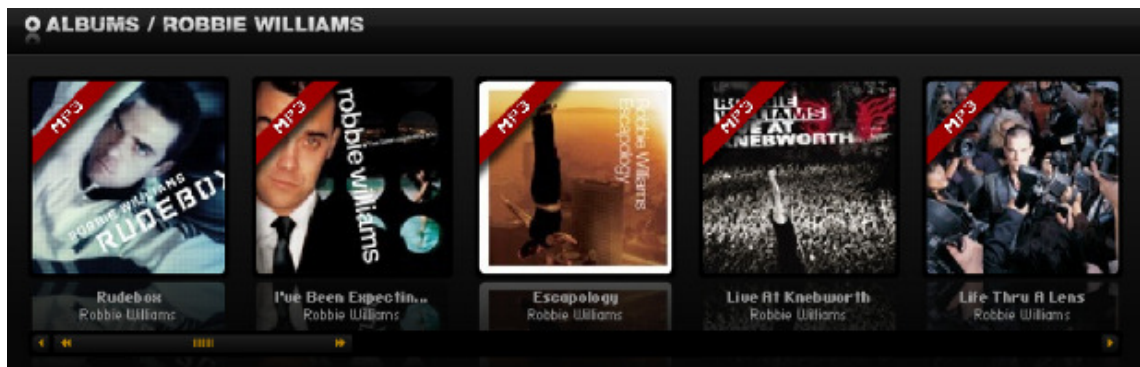 ALBUMS / ROBBIE WILLIAMS
MP3
ROBBIE WILLIAMS
RUDEBOX
MP3
robbie williams
MP3
Robbie Williams
Escapology
MP3
ROBBIE
WILLIAMS
LIVE AT
KNEBWORTH
MP3
Rudebox
Robbie Williams
I've Been Expectin...
Robbie Williams
Escapology
Robbie Williams
Live At Knebworth
Robbie Williams
Life Thru A Lens
Robbie Williams